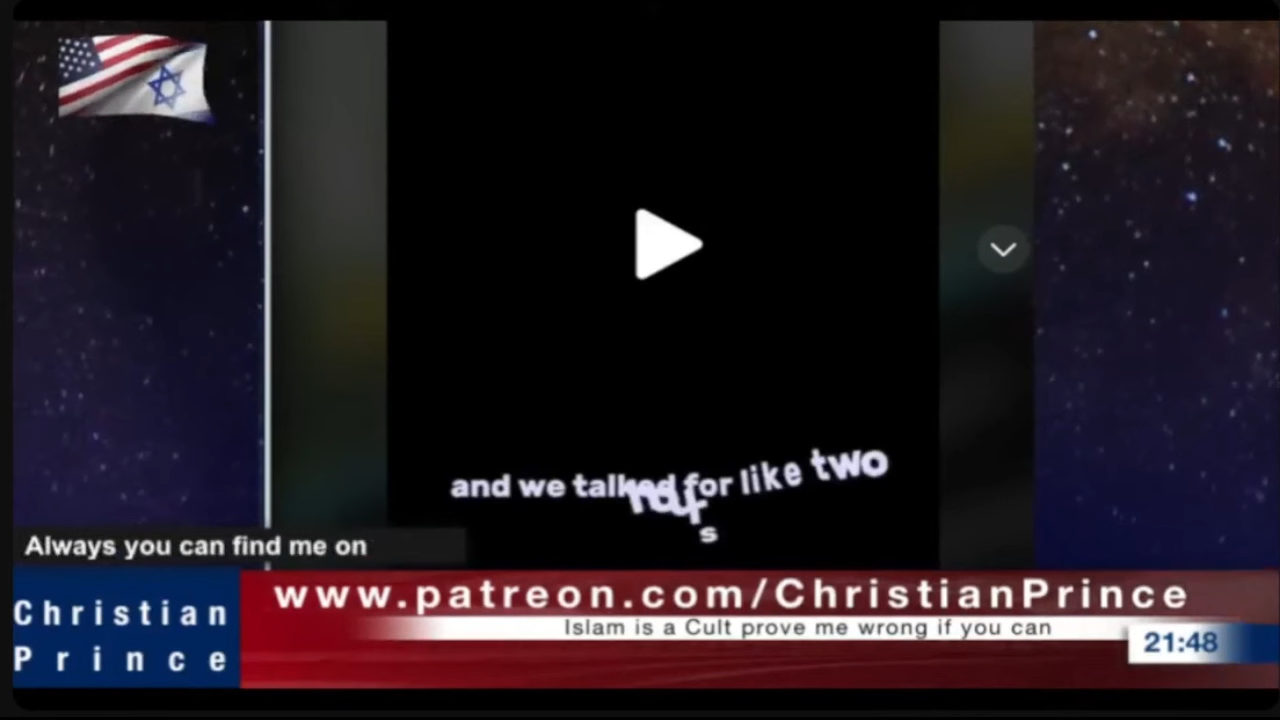 and we talked for like two
s
Always you can find me on
www.patreon.com/ChristianPrince
Christian
Prince
Islam is a Cult prove me wrong if you can
21:48